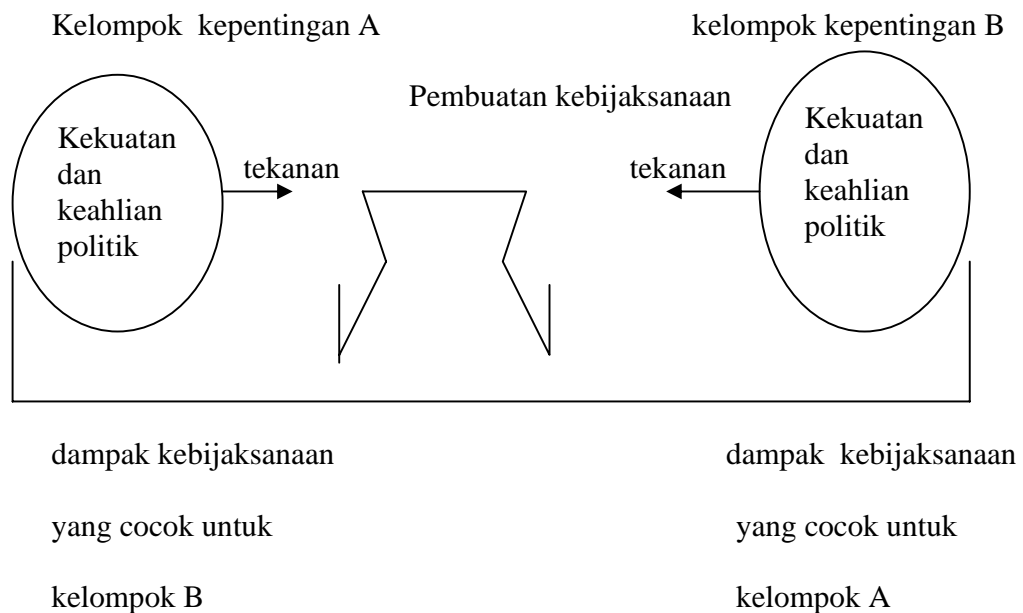 Kelompok kepentingan A
kelompok kepentingan B
Pembuatan kebijaksanaan
Kekuatan
dan
keahlian
politik
tekanan
tekanan
Kekuatan
dan
keahlian
politik
dampak kebijaksanaan
yang cocok untuk
kelompok B
dampak kebijaksanaan
yang cocok untuk
kelompok A